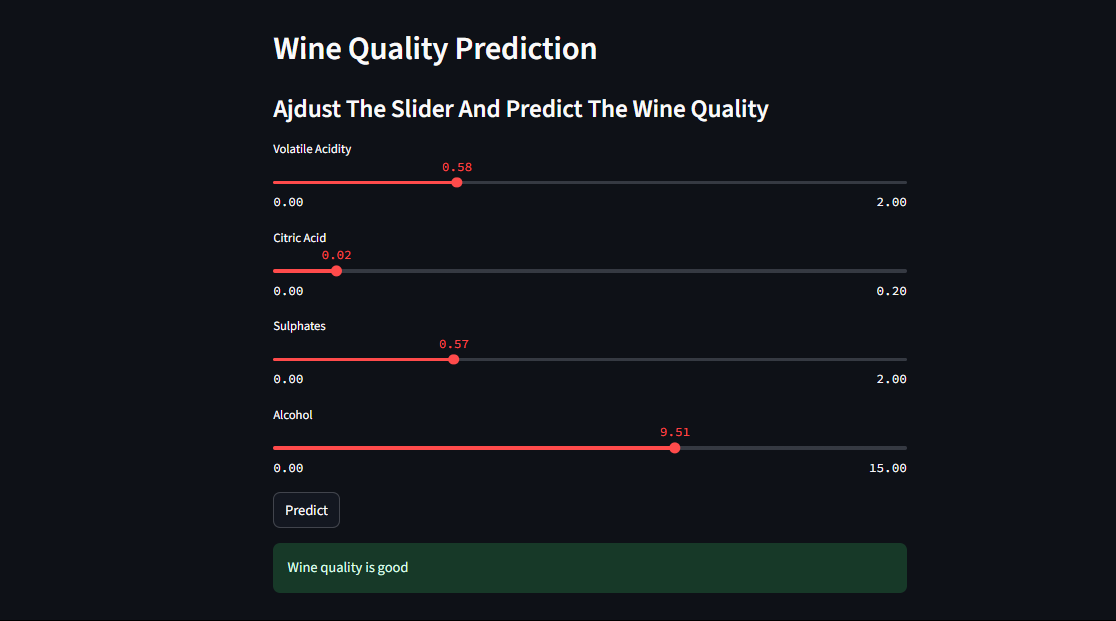 Wine Quality Prediction
Ajdust The Slider And Predict The Wine Quality
Volatile Acidity
0.58
0.00 2.00
Citric Acid
0.02
0.00 0.20
Sulphates
0.57
0.00 2.00
Alcohol
9.51
0.00 15.00
Predict
Wine quality is good